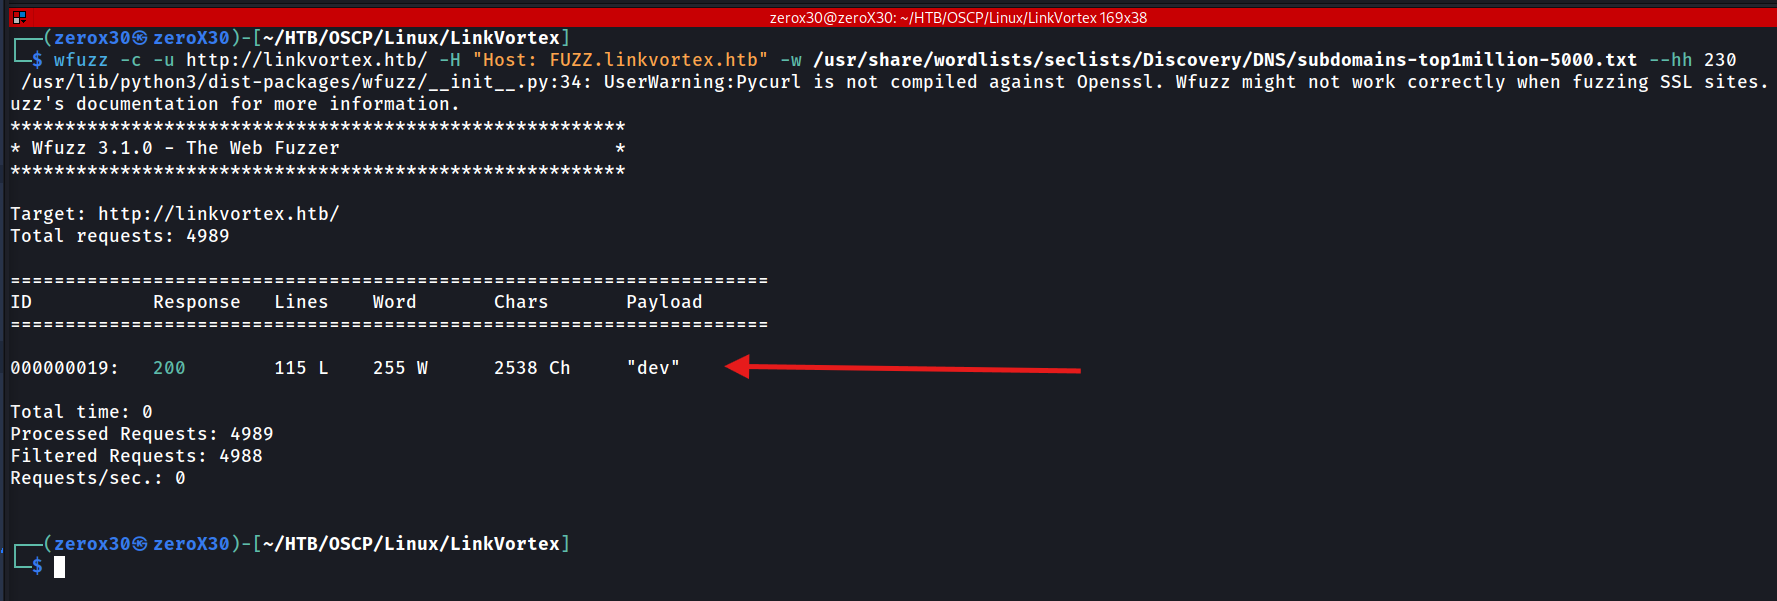 zerox30@zeroX30: ~/HTB/OSCP/Linux/LinkVortex 169x38
┌──(zerox30㉿zeroX30)-[~/HTB/OSCP/Linux/LinkVortex]
└─$ wfuzz -c -u http://linkvortex.htb/ -H "Host: FUZZ.linkvortex.htb" -w /usr/share/wordlists/seclists/Discovery/DNS/subdomains-top1million-5000.txt --hh 230
/usr/lib/python3/dist-packages/wfuzz/__init__.py:34: UserWarning:Pycurl is not compiled against Openssl. Wfuzz might not work correctly when fuzzing SSL sites.
uzz's documentation for more information.
********************************************************
* Wfuzz 3.1.0 - The Web Fuzzer                         *
********************************************************
Target: http://linkvortex.htb/
Total requests: 4989
=====================================================================
ID           Response   Lines    Word       Chars       Payload
=====================================================================
000000019:   200        115 L    255 W      2538 Ch     "dev"
Total time: 0
Processed Requests: 4989
Filtered Requests: 4988
Requests/sec.: 0
┌──(zerox30㉿zeroX30)-[~/HTB/OSCP/Linux/LinkVortex]
└─$